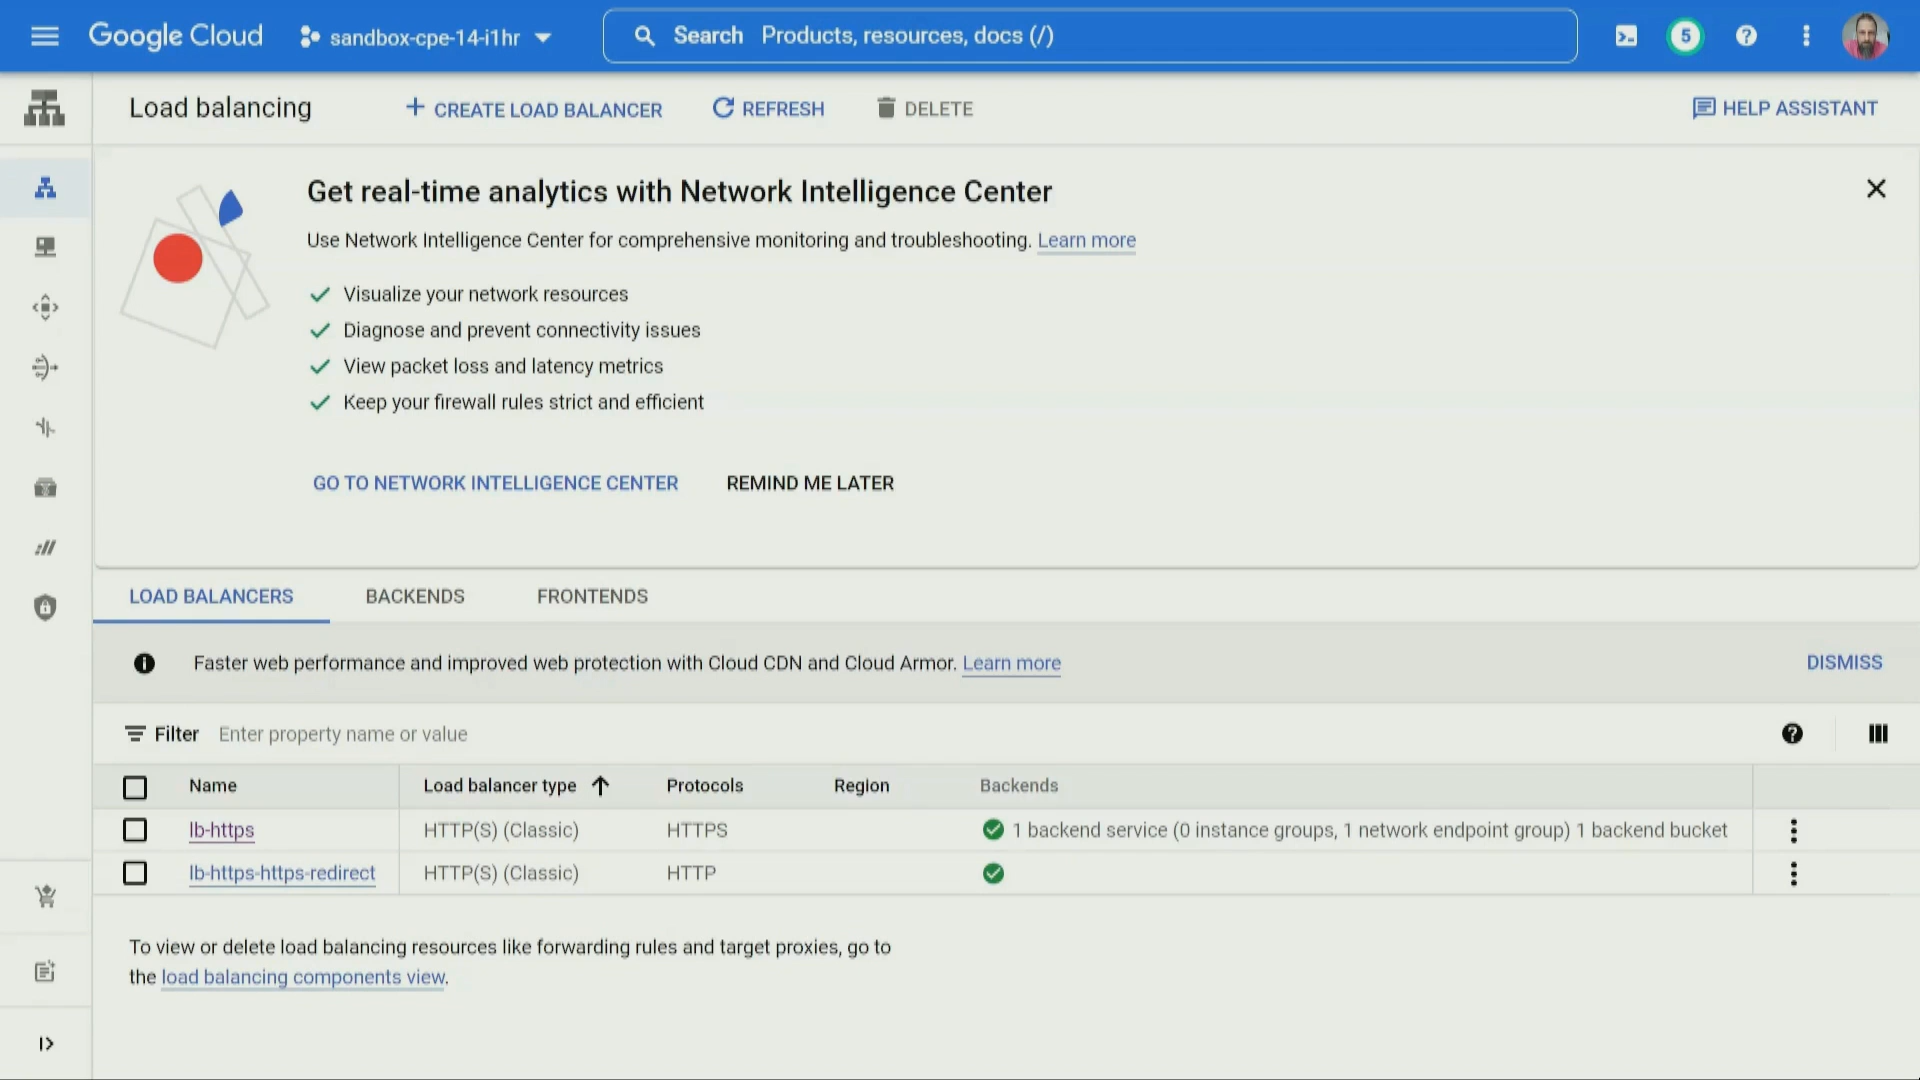 Google Cloud
sandbox-cpe-14-i1hr
Search Products, resources, docs (/)
5
Load balancing
CREATE LOAD BALANCER
REFRESH
DELETE
HELP ASSISTANT
Get real-time analytics with Network Intelligence Center
Use Network Intelligence Center for comprehensive monitoring and troubleshooting. Learn more
Visualize your network resources
Diagnose and prevent connectivity issues
View packet loss and latency metrics
Keep your firewall rules strict and efficient
GO TO NETWORK INTELLIGENCE CENTER
REMIND ME LATER
LOAD BALANCERS
BACKENDS
FRONTENDS
Faster web performance and improved web protection with Cloud CDN and Cloud Armor. Learn more
DISMISS
Filter Enter property name or value
Name Load balancer type Protocols Region Backends
lb-https HTTP(S) (Classic) HTTPS 1 backend service (0 instance groups, 1 network endpoint group) 1 backend bucket
lb-https-https-redirect HTTP(S) (Classic) HTTP
To view or delete load balancing resources like forwarding rules and target proxies, go to
the load balancing components view.